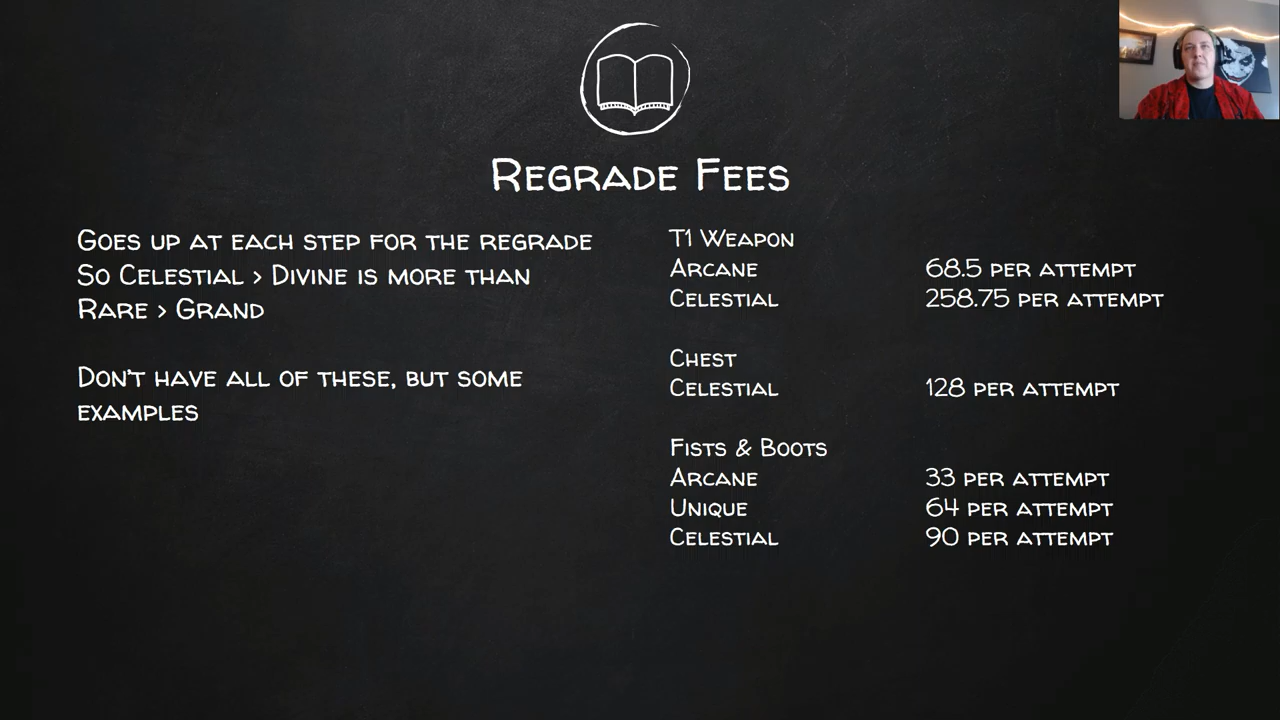 Regrade Fees
Goes up at each step for the regrade
So Celestial > Divine is more than
Rare > Grand
Don't have all of these, but some
examples
T1 Weapon
Arcane 68.5 per attempt
Celestial 258.75 per attempt
Chest
Celestial 128 per attempt
Fists & Boots
Arcane 33 per attempt
Unique 64 per attempt
Celestial 90 per attempt